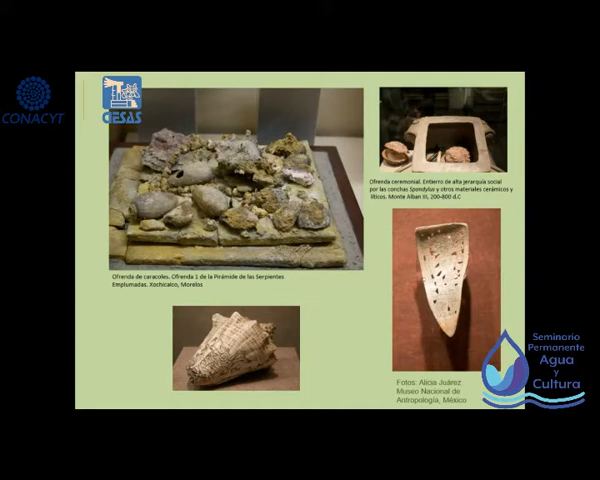 CONACYT
CIESAS
Ofrenda de caracoles. Ofrenda 1 de la Pirámide de las Serpientes
Emplumadas. Xochicalco, Morelos
Ofrenda ceremonial. Entierro de alta jerarquía social
por las conchas Spondylus y otros materiales cerámicos y
líticos. Monte Alban III, 200-800 d.C
Fotos: Alicia Juárez
Museo Nacional de
Antropología, México
Seminario
Permanente
Agua
y
Cultura